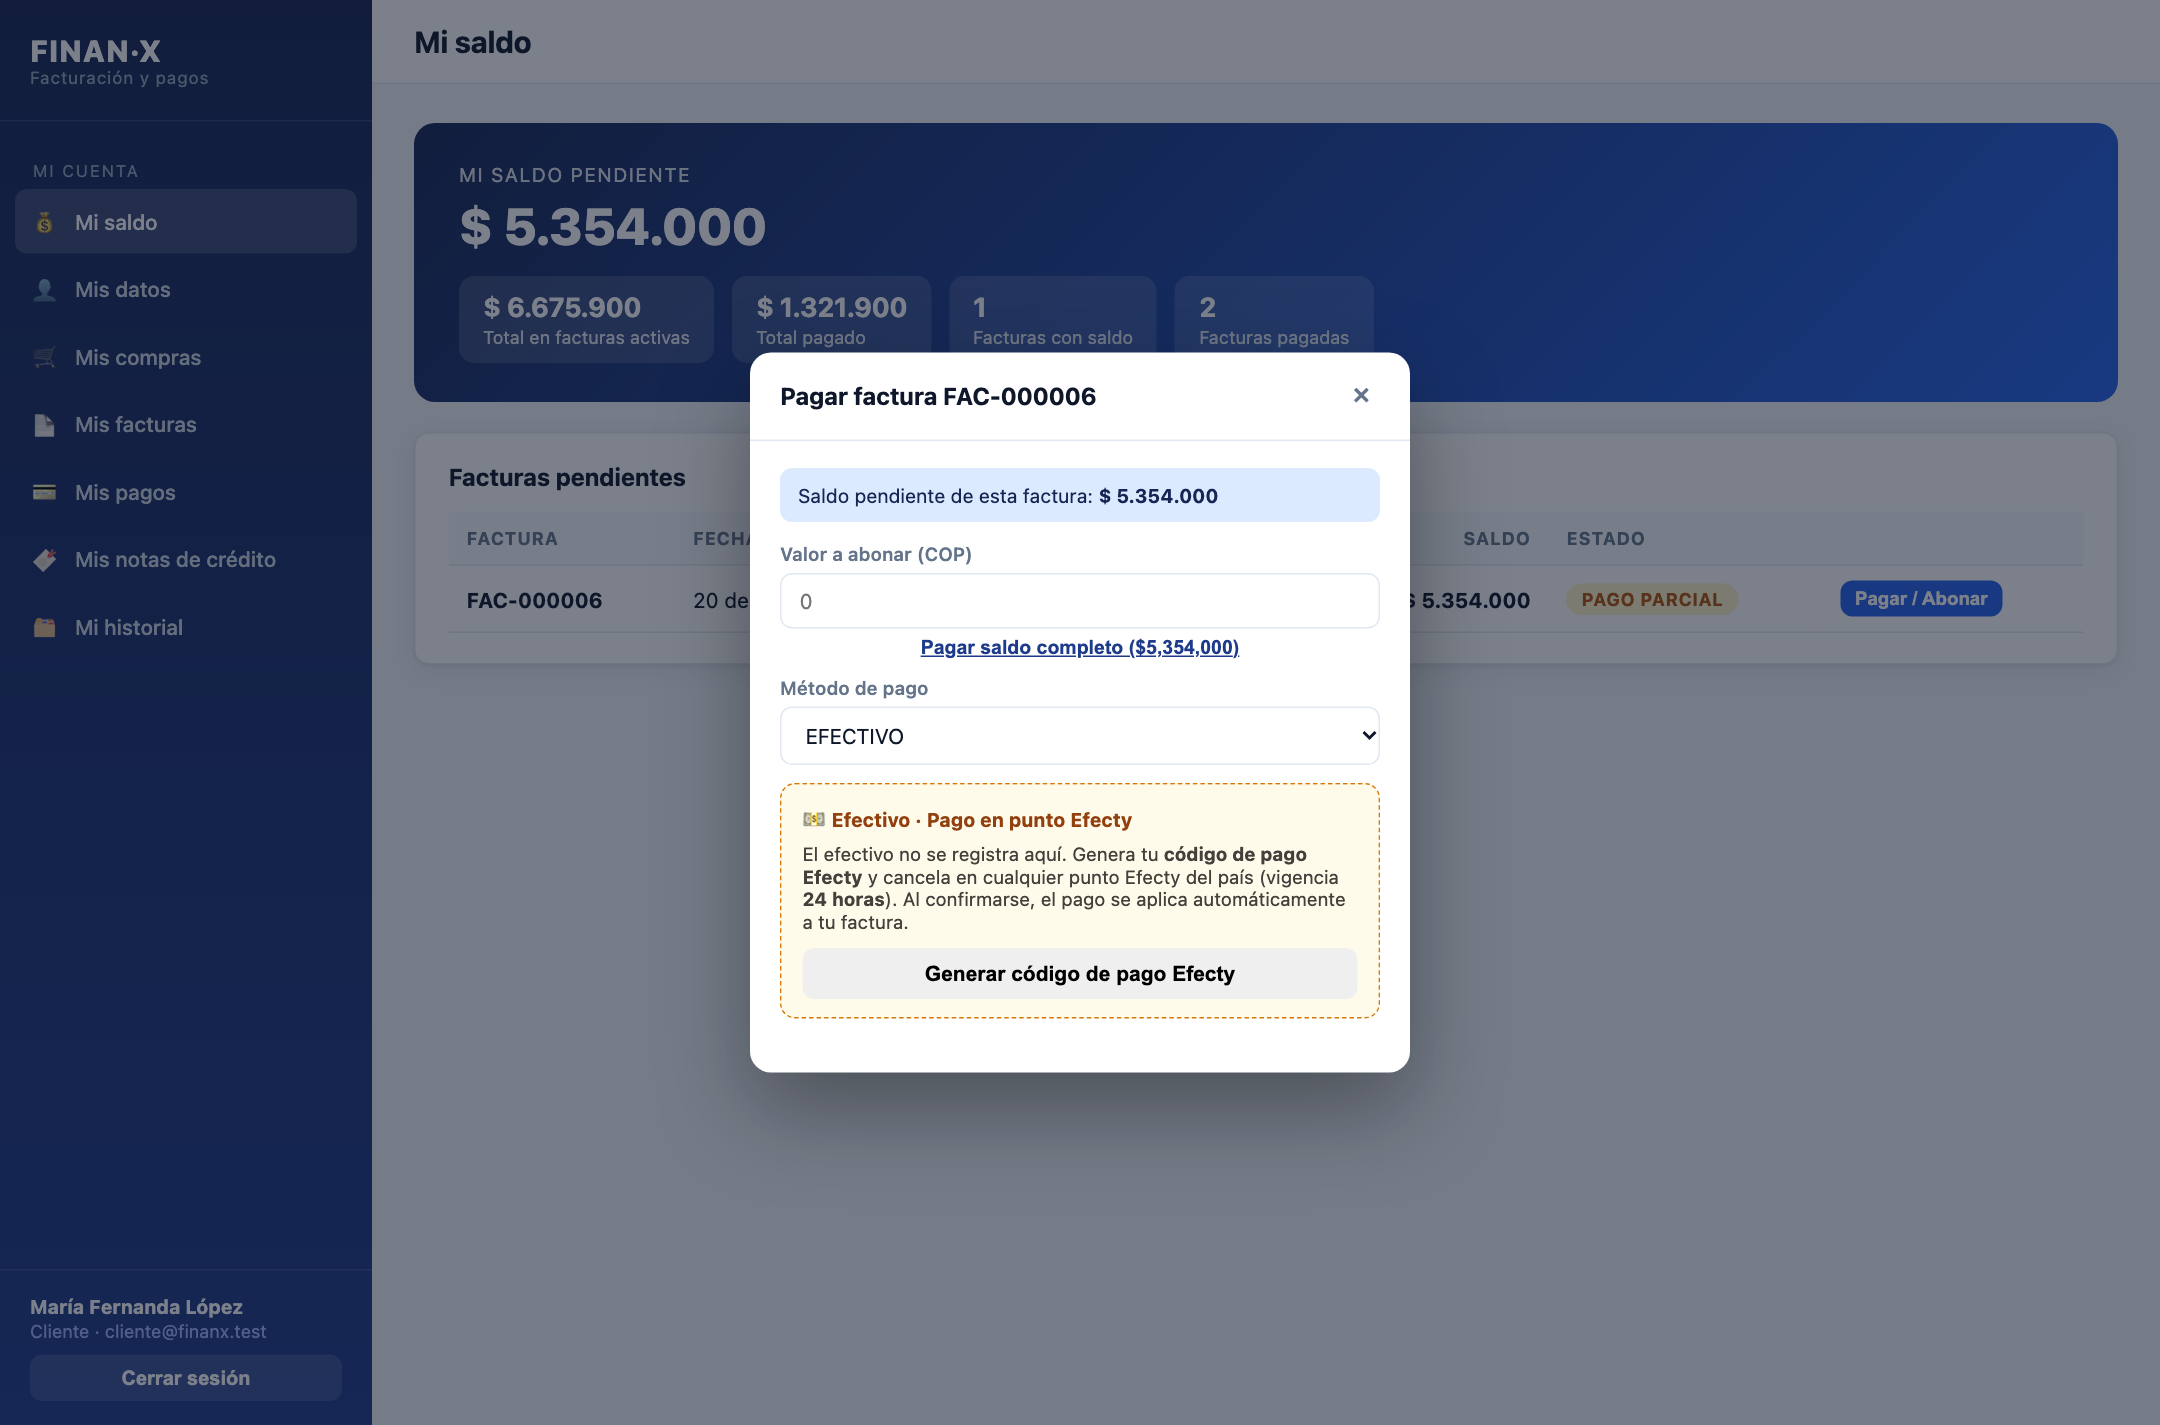 FINAN·X
Facturación y pagos
MI CUENTA
Mi saldo
Mis datos
Mis compras
Mis facturas
Mis pagos
Mis notas de crédito
Mi historial
María Fernanda López
Cliente · cliente@finanx.test
Cerrar sesión
Mi saldo
MI SALDO PENDIENTE
$ 5.354.000
$ 6.675.900
Total en facturas activas
$ 1.321.900
Total pagado
1
Facturas con saldo
2
Facturas pagadas
Facturas pendientes
FACTURA SALDO ESTADO
FAC-000006 20 de $ 5.354.000 PAGO PARCIAL Pagar / Abonar
Pagar factura FAC-000006 ×
Saldo pendiente de esta factura: $ 5.354.000
Valor a abonar (COP)
0
Pagar saldo completo ($5,354,000)
Método de pago
EFECTIVO
Efectivo · Pago en punto Efecty
El efectivo no se registra aquí. Genera tu código de pago
Efecty y cancela en cualquier punto Efecty del país (vigencia
24 horas). Al confirmarse, el pago se aplica automáticamente
a tu factura.
Generar código de pago Efecty